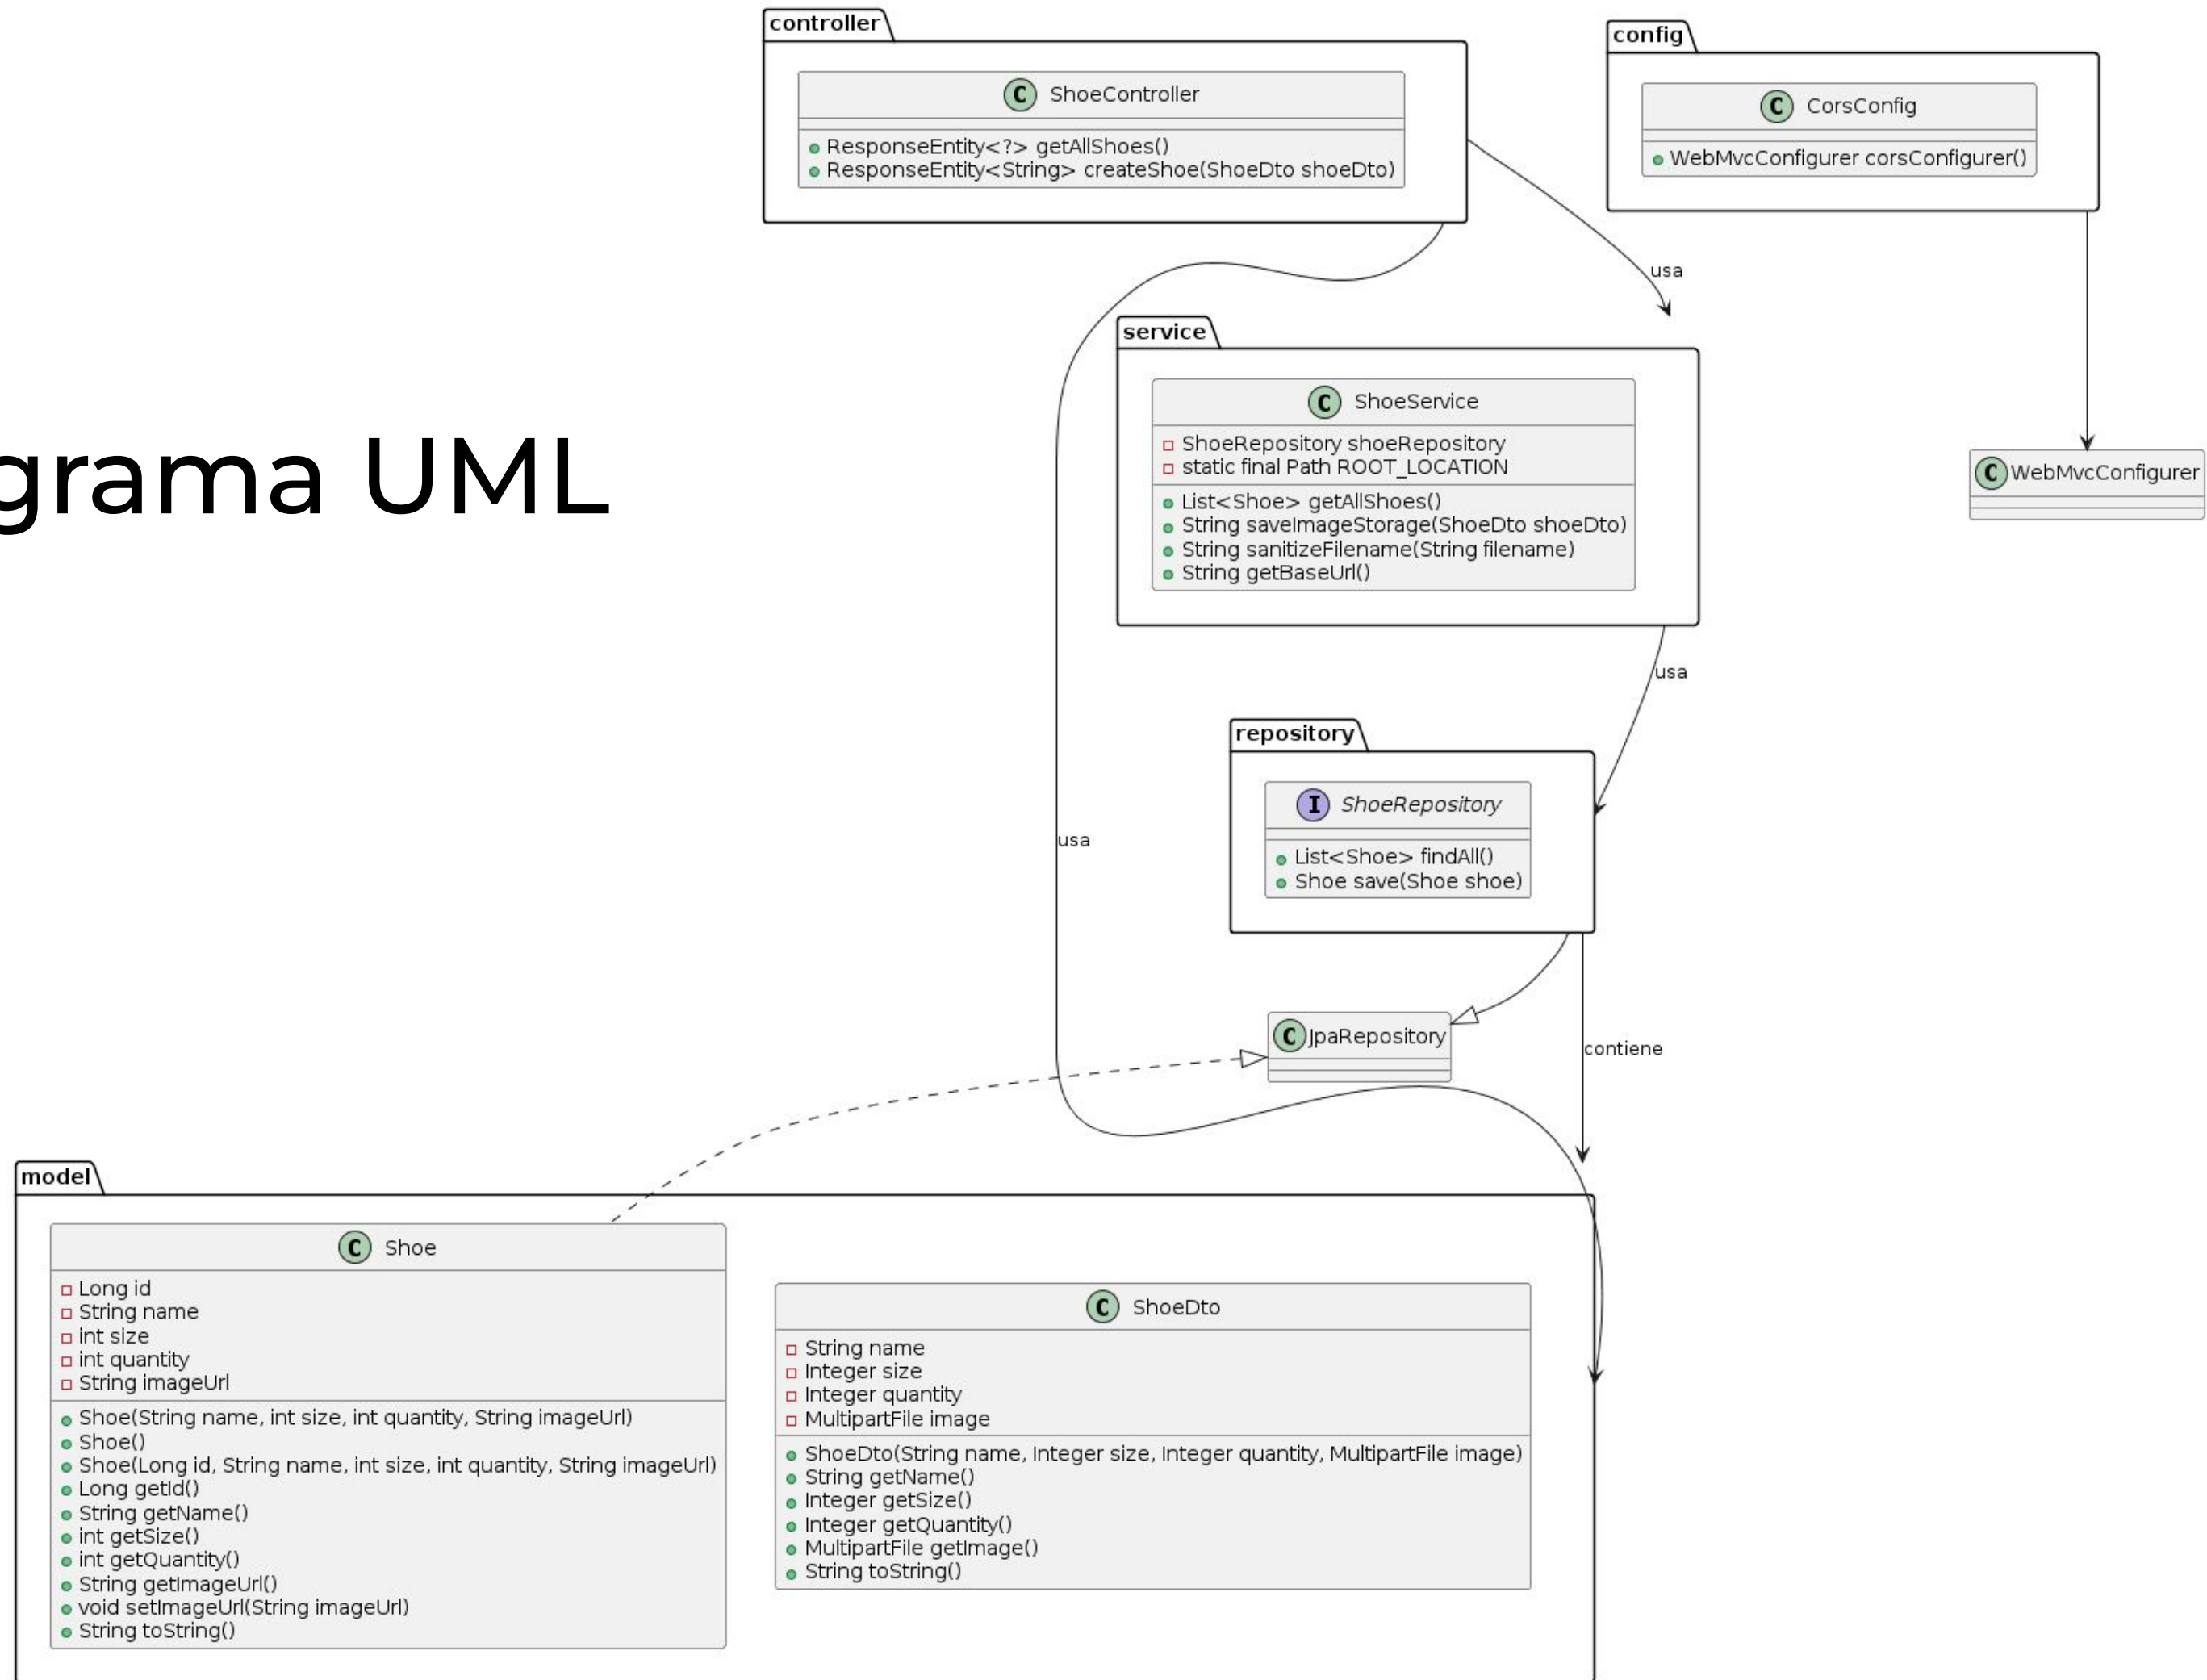 controller
C ShoeController
ResponseEntity<?> getAllShoes()
ResponseEntity<String> createShoe(ShoeDto shoeDto)
config
C CorsConfig
WebMvcConfigurer corsConfigurer()
usa
grama UML
service
C ShoeService
ShoeRepository shoeRepository
static final Path ROOT_LOCATION
List<Shoe> getAllShoes()
String saveImageStorage(ShoeDto shoeDto)
String sanitizeFilename(String filename)
String getBaseUrl()
C WebMvcConfigurer
usa
repository
I ShoeRepository
List<Shoe> findAll()
Shoe save(Shoe shoe)
usa
C JpaRepository
contiene
model
C Shoe
Long id
String name
int size
int quantity
String imageUrl
Shoe(String name, int size, int quantity, String imageUrl)
Shoe()
Shoe(Long id, String name, int size, int quantity, String imageUrl)
Long getId()
String getName()
int getSize()
int getQuantity()
String getImageUrl()
void setImageUrl(String imageUrl)
String toString()
C ShoeDto
String name
Integer size
Integer quantity
MultipartFile image
ShoeDto(String name, Integer size, Integer quantity, MultipartFile image)
String getName()
Integer getSize()
Integer getQuantity()
MultipartFile getImage()
String toString()